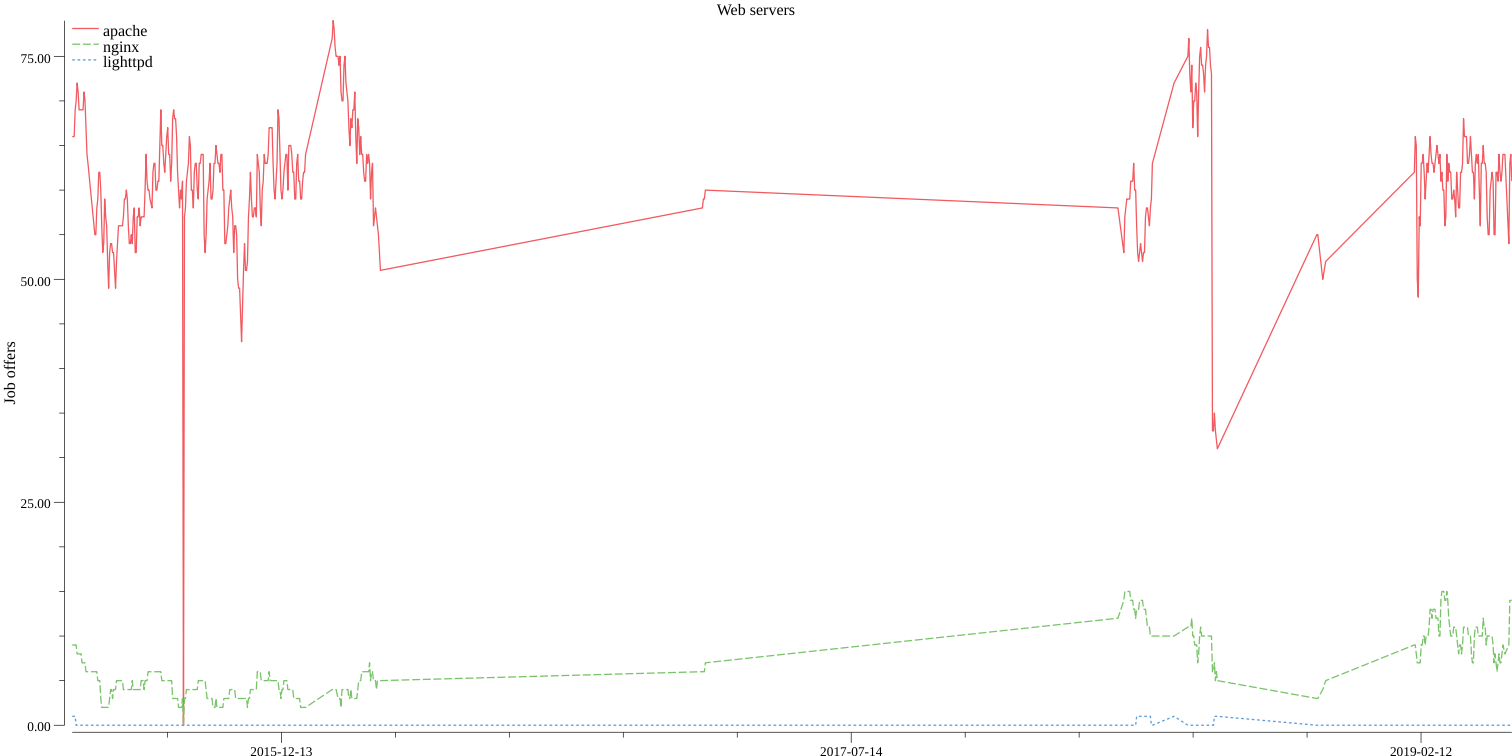 Web servers
apache
nginx
lighttpd
Job offers
75.00
50.00
25.00
0.00
2015-12-13
2017-07-14
2019-02-12